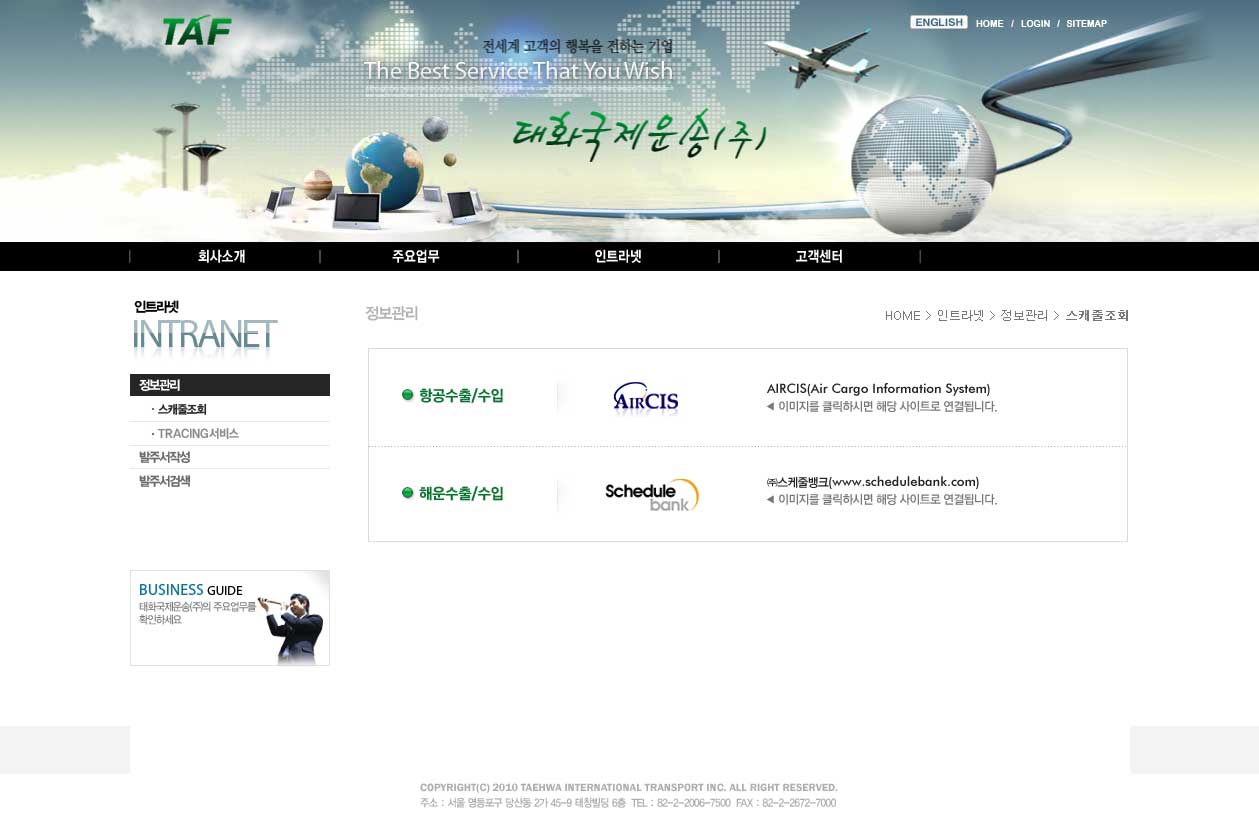 TAF
ENGLISH HOME / LOGIN / SITEMAP
전세계 고객의 행복을 전하는 기업
The Best Service That You Wish
태화국제운송(주)
회사소개 주요업무 인트라넷 고객센터
인트라넷
INTRANET
정보관리
· 스캐줄조회
· TRACING서비스
발주서작성
발주서검색
BUSINESS GUIDE
태화국제운송(주)의 주요업무를
확인하세요
정보관리
HOME > 인트라넷 > 정보관리 > 스캐줄조회
항공수출/수입
AIRCIS
AIRCIS(Air Cargo Information System)
◀ 이미지를 클릭하시면 해당 사이트로 연결됩니다.
해운수출/수입
Schedule
bank
㈜스케줄뱅크(www.schedulebank.com)
◀ 이미지를 클릭하시면 해당 사이트로 연결됩니다.
COPYRIGHT(C) 2010 TAEHWA INTERNATIONAL TRANSPORT INC. ALL RIGHT RESERVED.
주소 : 서울 영등포구 당산동 2가 45-9 태창빌딩 6층 TEL : 82-2-2006-7500 FAX : 82-2-2672-7000